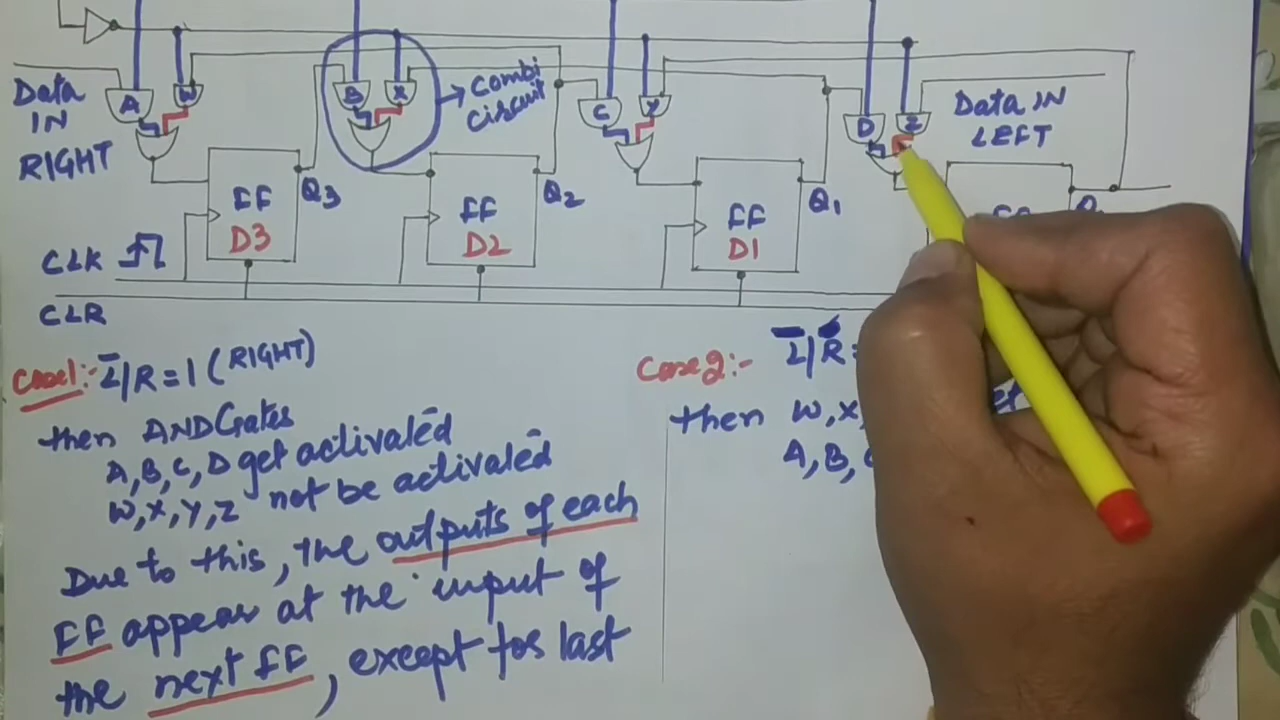 Data
IN
RIGHT
A
W
B
X
combi
circuit
C
Y
D
Z
Data IN
LEFT
FF
D3
Q3
FF
D2
Q2
FF
D1
Q1
CLK
CLR
Case1:- L̄/R = 1 (RIGHT)
then AND Gates
A, B, C, D get activated
W, X, Y, Z not be activated
Due to this, the outputs of each
FF appear at the input of
the next FF, except for last
Case2:- L̄/R =
then W, X,
A, B,